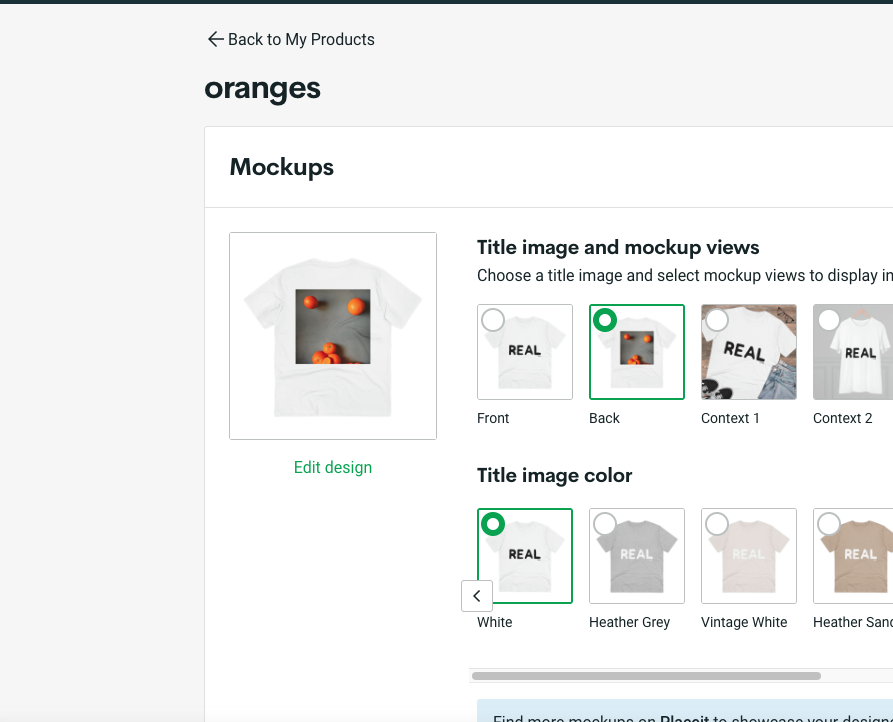 Back to My Products
oranges
Mockups
Edit design
Title image and mockup views
Choose a title image and select mockup views to display in
REAL
REAL
REAL
Front
Back
Context 1
Context 2
Title image color
REAL
REAL
REAL
REAL
White
Heather Grey
Vintage White
Heather Sand
Find more mockups on Placeit to showcase your design